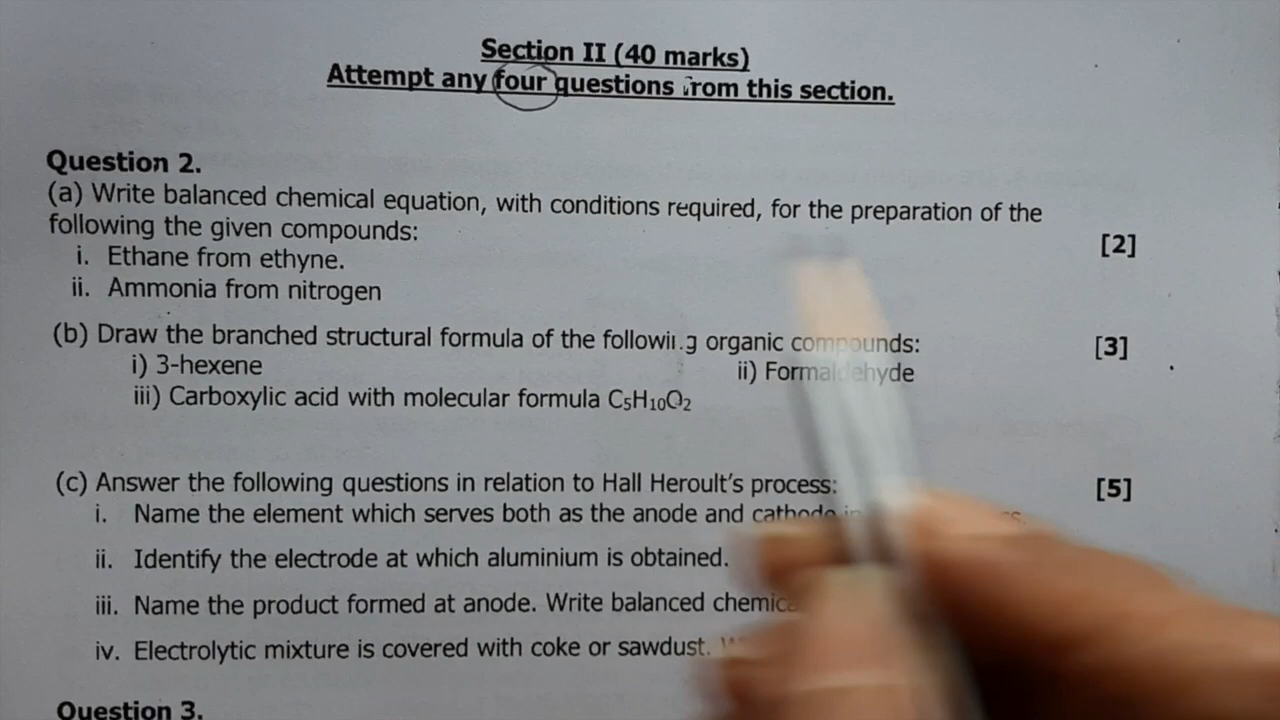 Section II (40 marks)
Attempt any four questions from this section.
Question 2.
(a) Write balanced chemical equation, with conditions required, for the preparation of the
following the given compounds:
[2]
i. Ethane from ethyne.
ii. Ammonia from nitrogen
(b) Draw the branched structural formula of the following organic compounds:
[3]
i) 3-hexene
ii) Formaldehyde
iii) Carboxylic acid with molecular formula C₅H₁₀O₂
(c) Answer the following questions in relation to Hall Heroult's process:
[5]
i. Name the element which serves both as the anode and cathode in
ii. Identify the electrode at which aluminium is obtained.
iii. Name the product formed at anode. Write balanced
iv. Electrolytic mixture is covered with coke or sawdust.
Question 3.